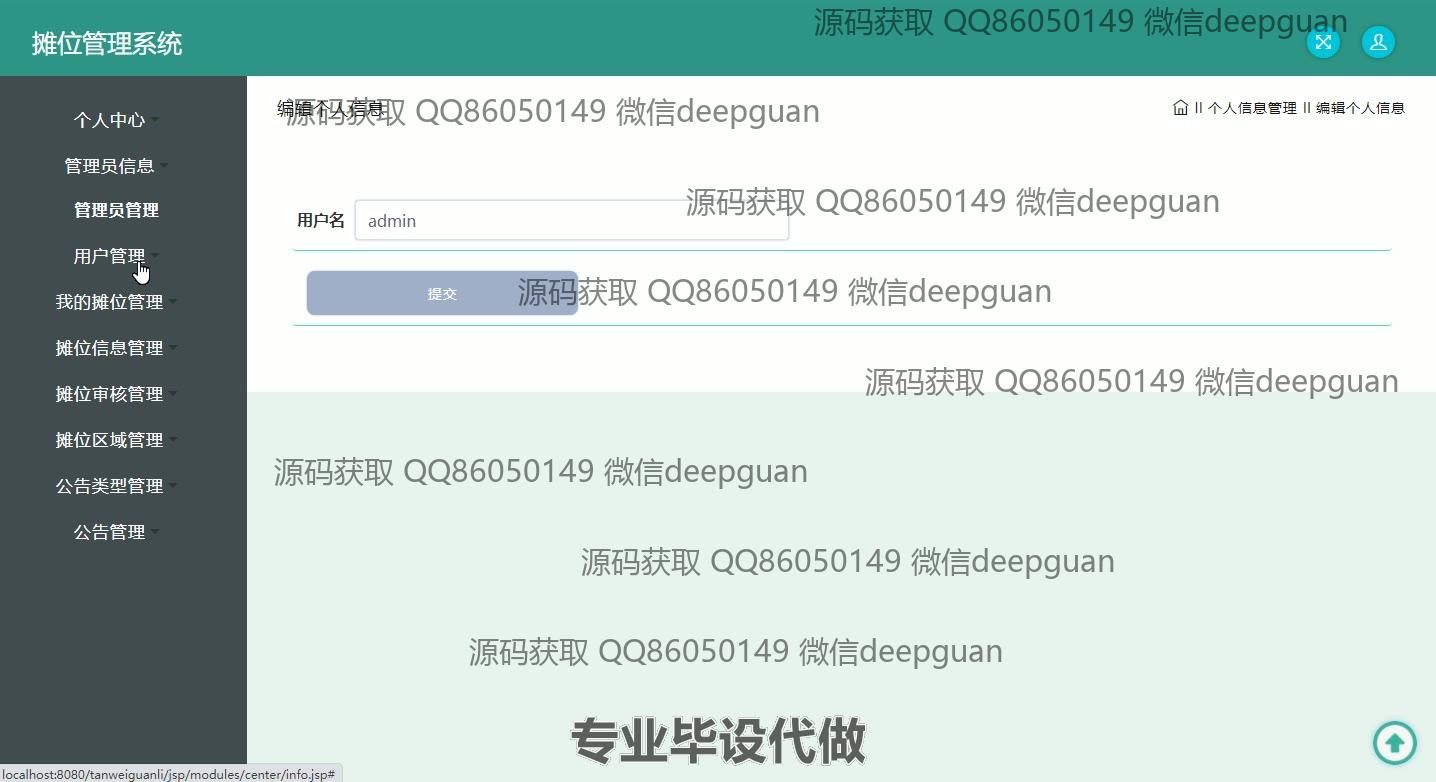 源码获取 QQ86050149 微信deepguan
摊位管理系统
个人中心
管理员信息
管理员管理
用户管理
我的摊位管理
摊位信息管理
摊位审核管理
摊位区域管理
公告类型管理
公告管理
编辑个人信息
源码获取 QQ86050149 微信deepguan
个人信息管理 II 编辑个人信息
源码获取 QQ86050149 微信deepguan
用户名 admin
提交
源码获取 QQ86050149 微信deepguan
源码获取 QQ86050149 微信deepguan
源码获取 QQ86050149 微信deepguan
源码获取 QQ86050149 微信deepguan
源码获取 QQ86050149 微信deepguan
专业毕设代做
localhost:8080/tanweiguanli/jsp/modules/center/info.jsp#